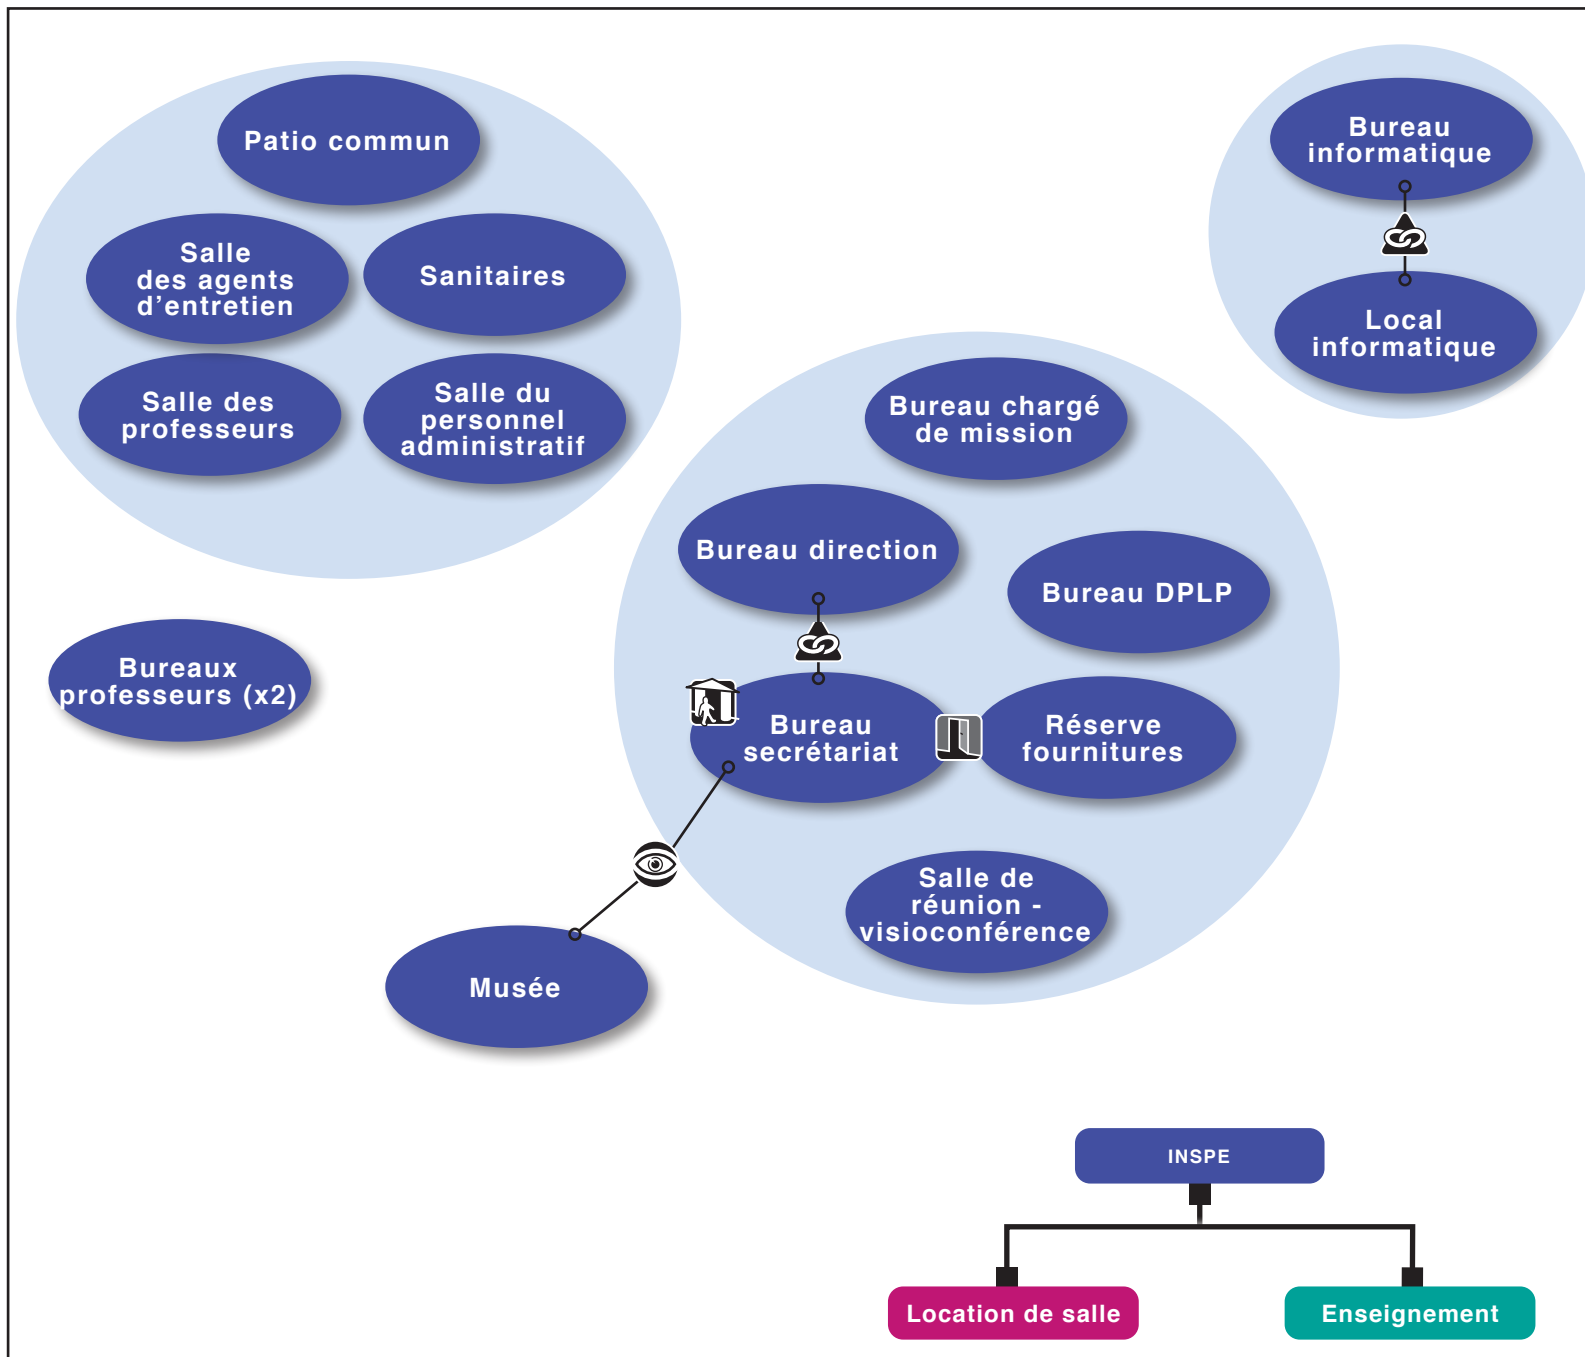 Patio commun
Salle
des agents
d’entretien
Sanitaires
Salle des
professeurs
Salle du
personnel
administratif
Bureau
informatique
Local
informatique
Bureau chargé
de mission
Bureau direction
Bureau DPLP
Bureaux
professeurs (x2)
Bureau
secrétariat
Réserve
fournitures
Salle de
réunion -
visioconférence
Musée
INSPE
Location de salle
Enseignement